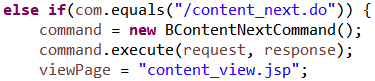 else if(com.equals("/content_next.do")) {
    command = new BContentNextCommand();
    command.execute(request, response);
    viewPage = "content_view.jsp";